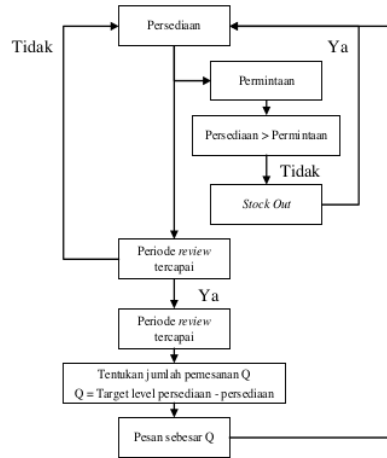 Persediaan
Tidak
Ya
Permintaan
Persediaan > Permintaan
Tidak
Stock Out
Periode review
tercapai
Ya
Periode review
tercapai
Tentukan jumlah pemesanan Q
Q = Target level persediaan - persediaan
Pesan sebesar Q